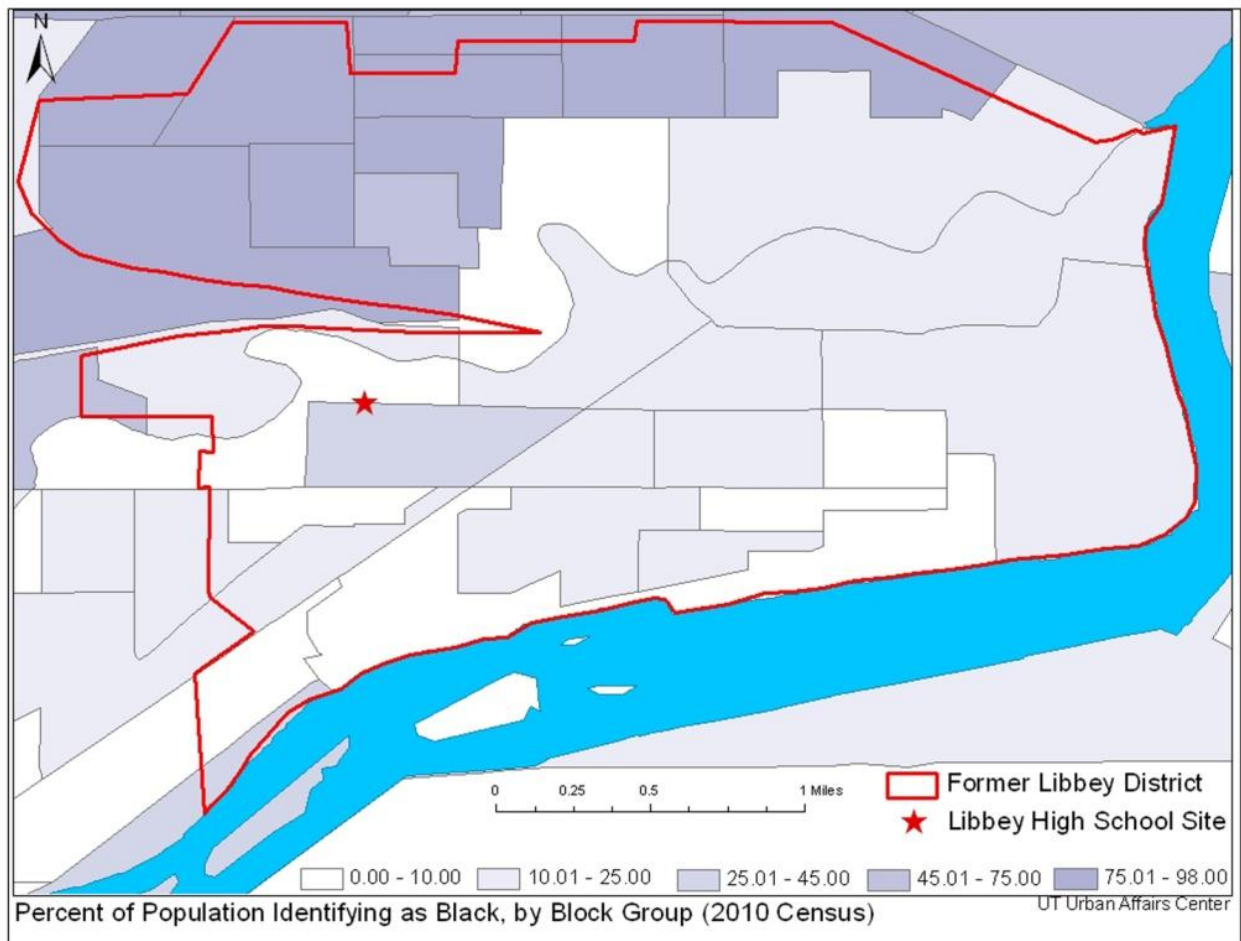 N
0 0.25 0.5 1 Miles
Former Libbey District
Libbey High School Site
0.00 - 10.00 10.01 - 25.00 25.01 - 45.00 45.01 - 75.00 75.01 - 98.00
Percent of Population Identifying as Black, by Block Group (2010 Census)
UT Urban Affairs Center